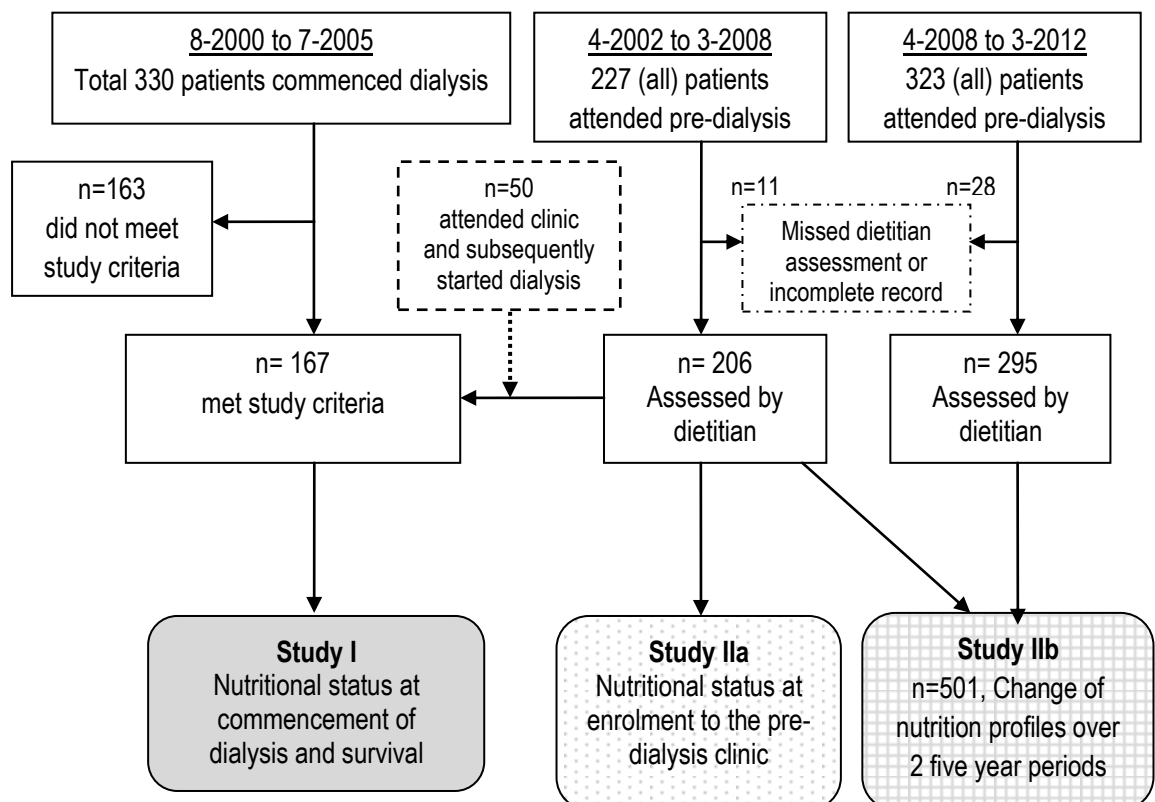 8-2000 to 7-2005
Total 330 patients commenced dialysis
4-2002 to 3-2008
227 (all) patients
attended pre-dialysis
4-2008 to 3-2012
323 (all) patients
attended pre-dialysis
n=163
did not meet
study criteria
n=50
attended clinic
and subsequently
started dialysis
n=11
n=28
Missed dietitian
assessment or
incomplete record
n= 167
met study criteria
n= 206
Assessed by
dietitian
n= 295
Assessed by
dietitian
Study I
Nutritional status at
commencement of
dialysis and survival
Study IIa
Nutritional status at
enrolment to the pre-
dialysis clinic
Study IIb
n=501, Change of
nutrition profiles over
2 five year periods